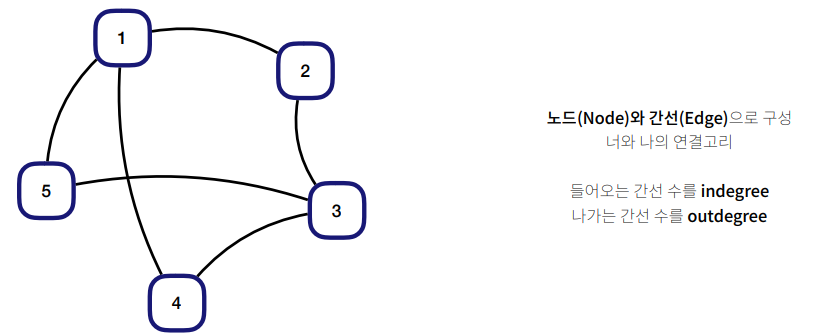 1
2
5
3
4
노드(Node)와 간선(Edge)으로 구성
너와 나의 연결고리
들어오는 간선 수를 indegree
나가는 간선 수를 outdegree